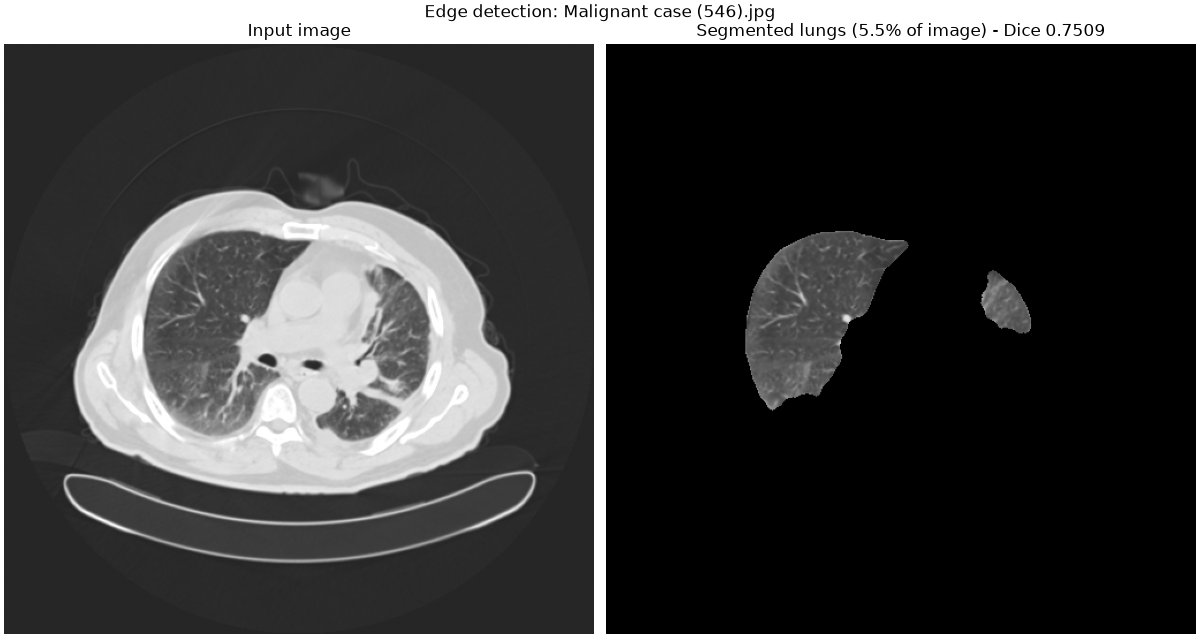 Edge detection: Malignant case (546).jpg
Input image
Segmented lungs (5.5% of image) - Dice 0.7509